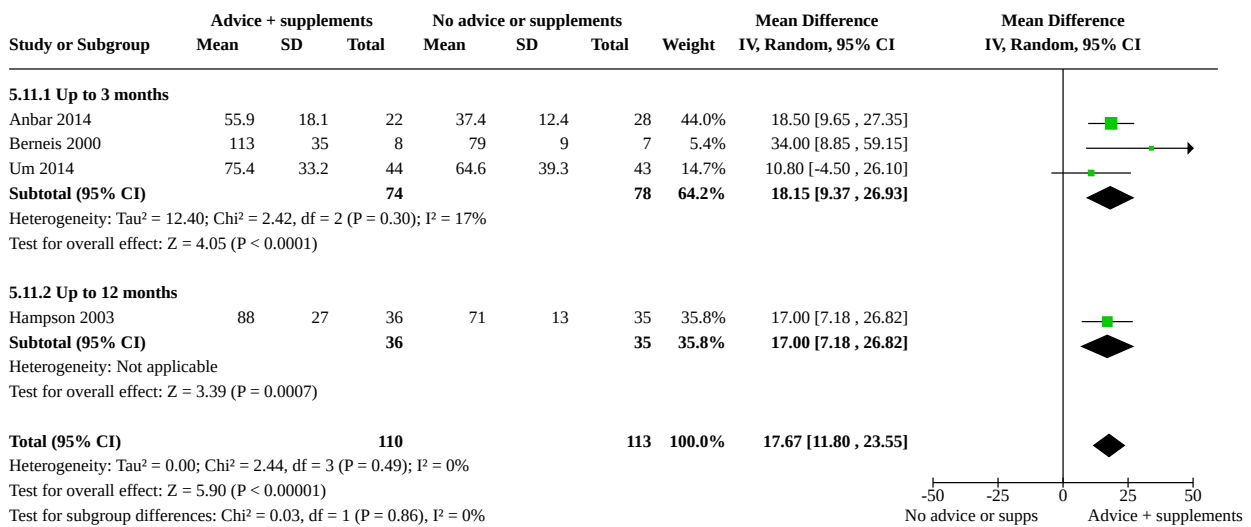 Advice + supplements No advice or supplements Mean Difference Mean Difference
Study or Subgroup Mean SD Total Mean SD Total Weight IV, Random, 95% CI IV, Random, 95% CI
5.11.1 Up to 3 months
Anbar 2014 55.9 18.1 22 37.4 12.4 28 44.0% 18.50 [9.65 , 27.35]
Berneis 2000 113 35 8 79 9 7 5.4% 34.00 [8.85 , 59.15]
Um 2014 75.4 33.2 44 64.6 39.3 43 14.7% 10.80 [-4.50 , 26.10]
Subtotal (95% CI) 74 78 64.2% 18.15 [9.37 , 26.93]
Heterogeneity: Tau² = 12.40; Chi² = 2.42, df = 2 (P = 0.30); I² = 17%
Test for overall effect: Z = 4.05 (P < 0.0001)
5.11.2 Up to 12 months
Hampson 2003 88 27 36 71 13 35 35.8% 17.00 [7.18 , 26.82]
Subtotal (95% CI) 36 35 35.8% 17.00 [7.18 , 26.82]
Heterogeneity: Not applicable
Test for overall effect: Z = 3.39 (P = 0.0007)
Total (95% CI) 110 113 100.0% 17.67 [11.80 , 23.55]
Heterogeneity: Tau² = 0.00; Chi² = 2.44, df = 3 (P = 0.49); I² = 0%
Test for overall effect: Z = 5.90 (P < 0.00001)
-50 -25 0 25 50
Test for subgroup differences: Chi² = 0.03, df = 1 (P = 0.86), I² = 0% No advice or supps Advice + supplements